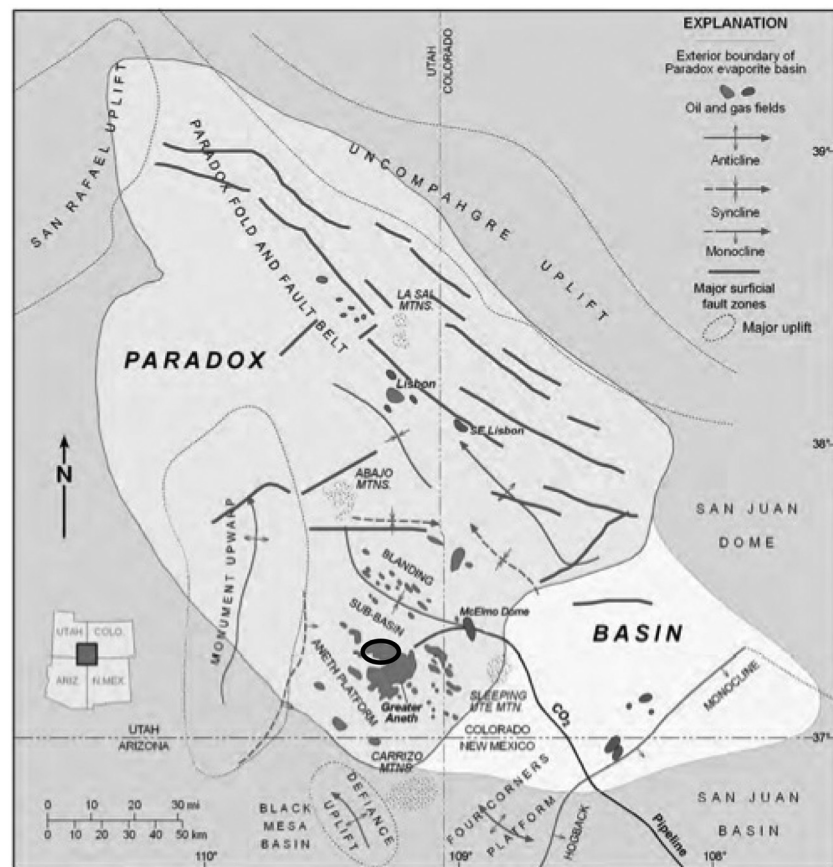 EXPLANATION
Exterior boundary of
Paradox evaporite basin
Oil and gas fields
Anticline
Syncline
Monocline
Major surficial
fault zones
Major uplift
UTAH
COLORADO
39°
SAN RAFAEL UPLIFT
PARADOX FOLD AND FAULT BELT
UNCOMPAHGRE UPLIFT
LA SAL
MTNS.
PARADOX
Lisbon
SE Lisbon
38°
N
ABAJO
MTNS.
SAN JUAN
DOME
MONUMENT UPWARP
BLANDING
SUB-BASIN
McElmo Dome
BASIN
UTAH
COLO.
ARIZ.
N.MEX.
ANETH PLATFORM
Greater
Aneth
SLEEPING
UTE MTN.
CO2
MONOCLINE
UTAH
ARIZONA
COLORADO
NEW MEXICO
37°
CARRIZO
MTNS
0 10 20 30 mi
0 10 20 30 40 50 km
BLACK
MESA
BASIN
DEFIANCE
UPLIFT
FOUR CORNERS
PLATFORM
HOGBACK
Pipeline
SAN JUAN
BASIN
110°
109°
108°